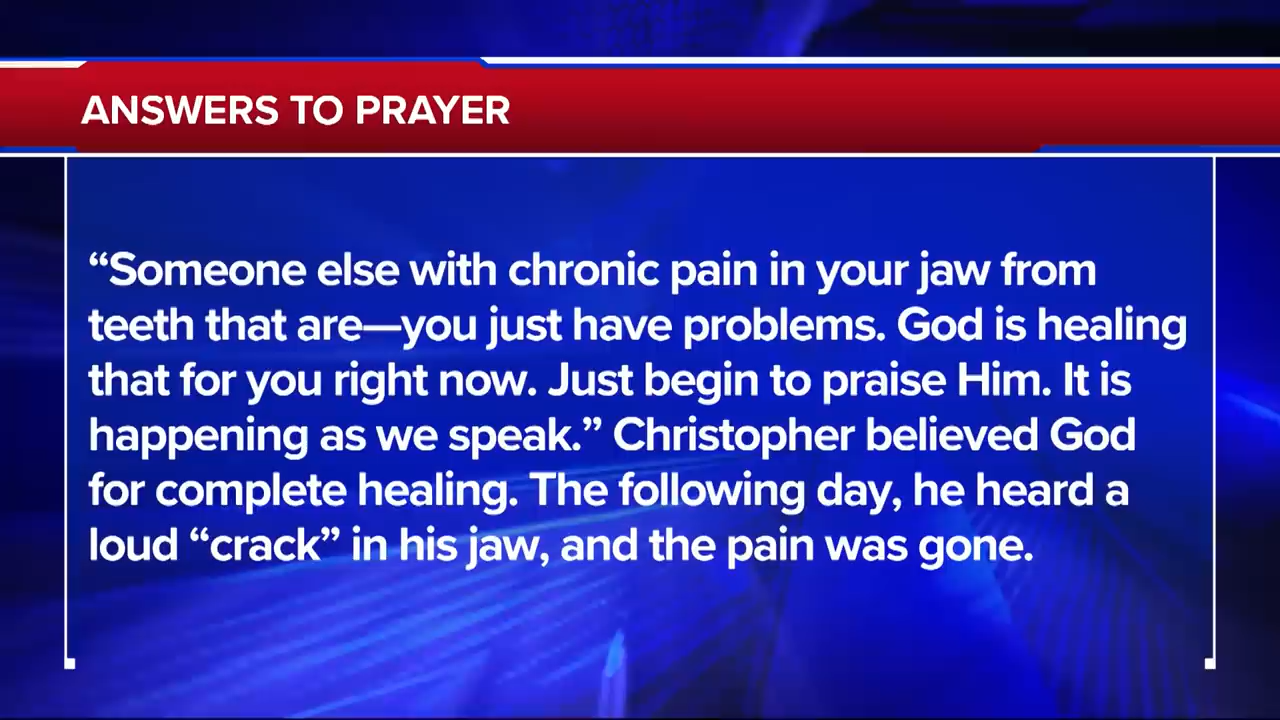 ANSWERS TO PRAYER
“Someone else with chronic pain in your jaw from
teeth that are—you just have problems. God is healing
that for you right now. Just begin to praise Him. It is
happening as we speak.” Christopher believed God
for complete healing. The following day, he heard a
loud “crack” in his jaw, and the pain was gone.